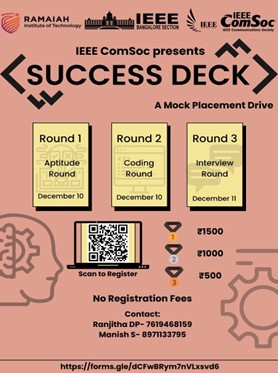 RAMAIAH
Institute of Technology
IEEE
BANGALORE SECTION
IEEE
IEEE
ComSoc
IEEE Communications Society
IEEE ComSoc presents
SUCCESS DECK
A Mock Placement Drive
Round 1
Aptitude
Round
December 10
Round 2
Coding
Round
December 10
Round 3
Interview
Round
December 11
Scan to Register
1 ₹1500
2 ₹1000
3 ₹500
No Registration Fees
Contact:
Ranjitha DP- 7619468159
Manish S- 8971133795
https://forms.gle/dCFwBRym7nVLxsvd6